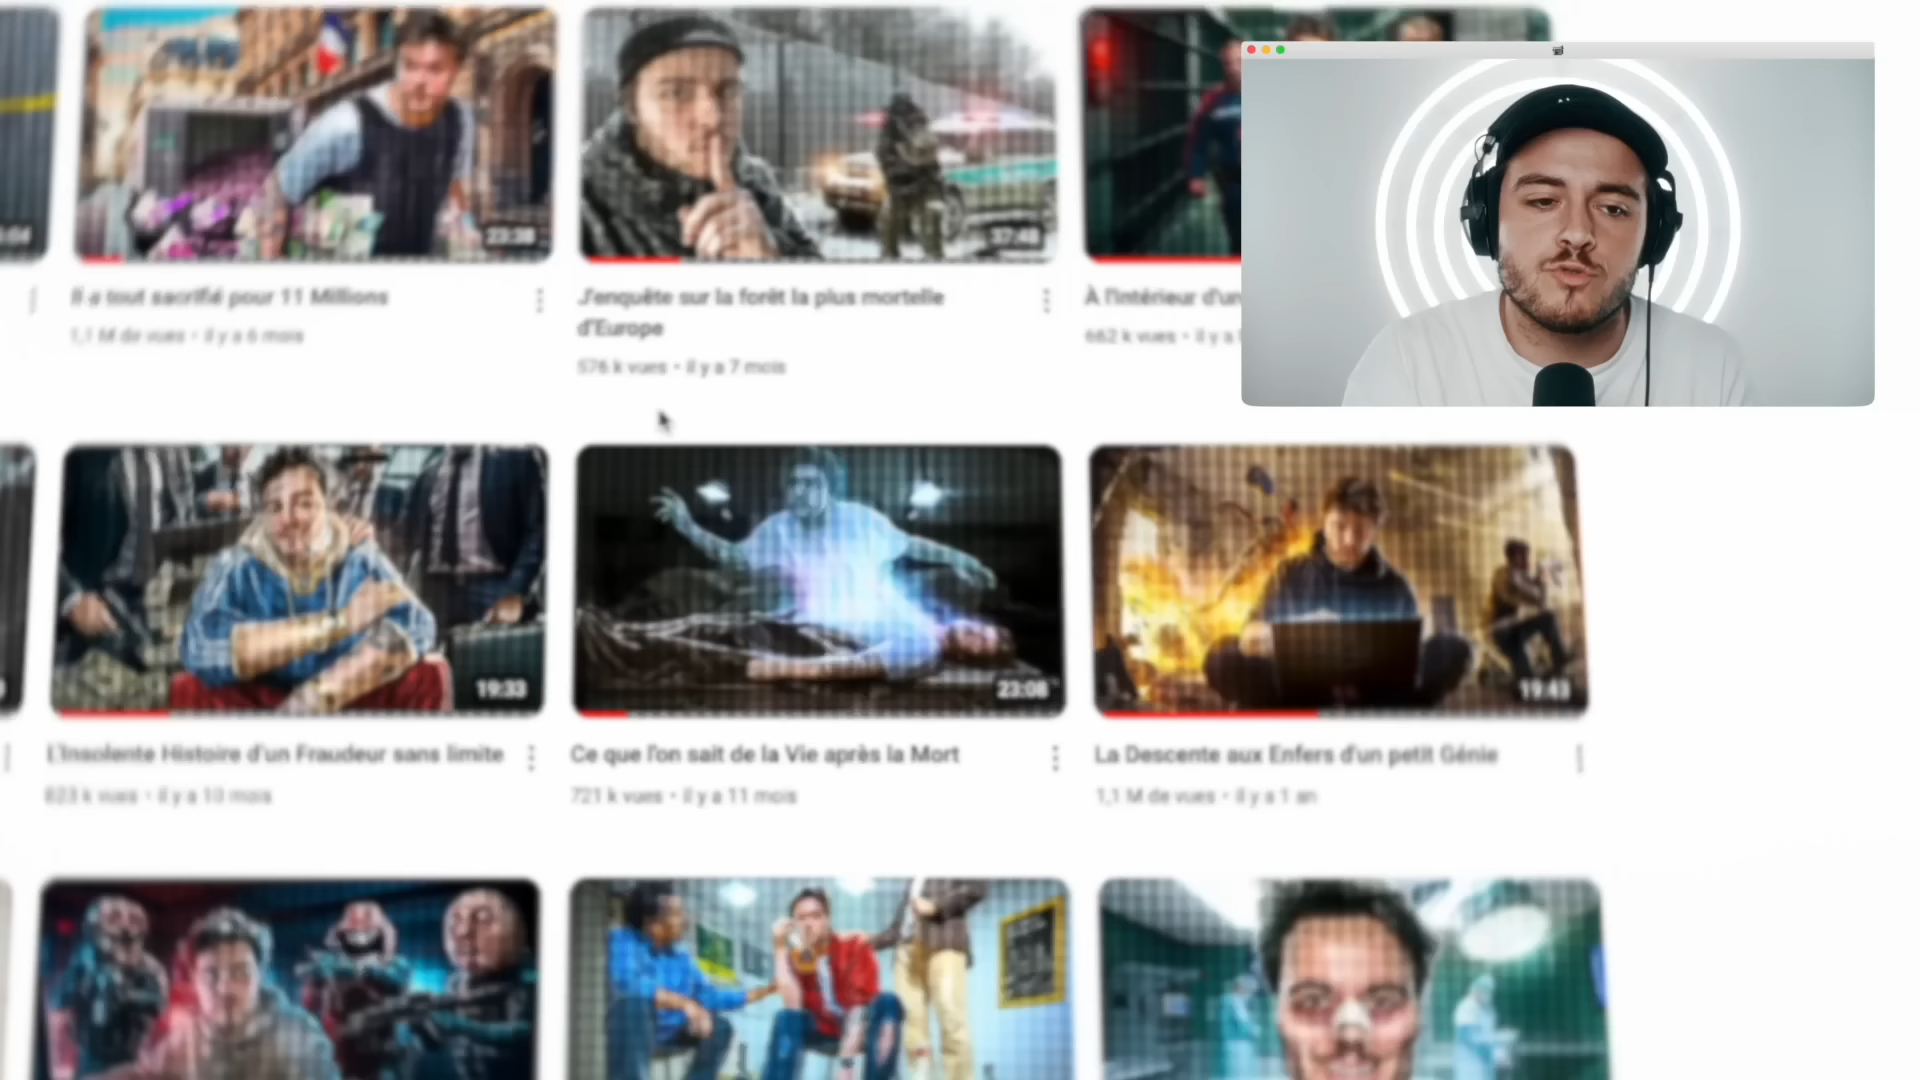 23:38
37:48
Il a tout sacrifié pour 11 Millions
1,1 M de vues • il y a 6 mois
J'enquête sur la forêt la plus mortelle
d'Europe
576 k vues • il y a 7 mois
À l'Intérieur d'un
662 k vues • il y a
19:33
23:08
19:43
L'Insolente Histoire d'un Fraudeur sans limite
823 k vues • il y a 10 mois
Ce que l'on sait de la Vie après la Mort
721 k vues • il y a 11 mois
La Descente aux Enfers d'un petit Génie
1,1 M de vues • il y a 1 an